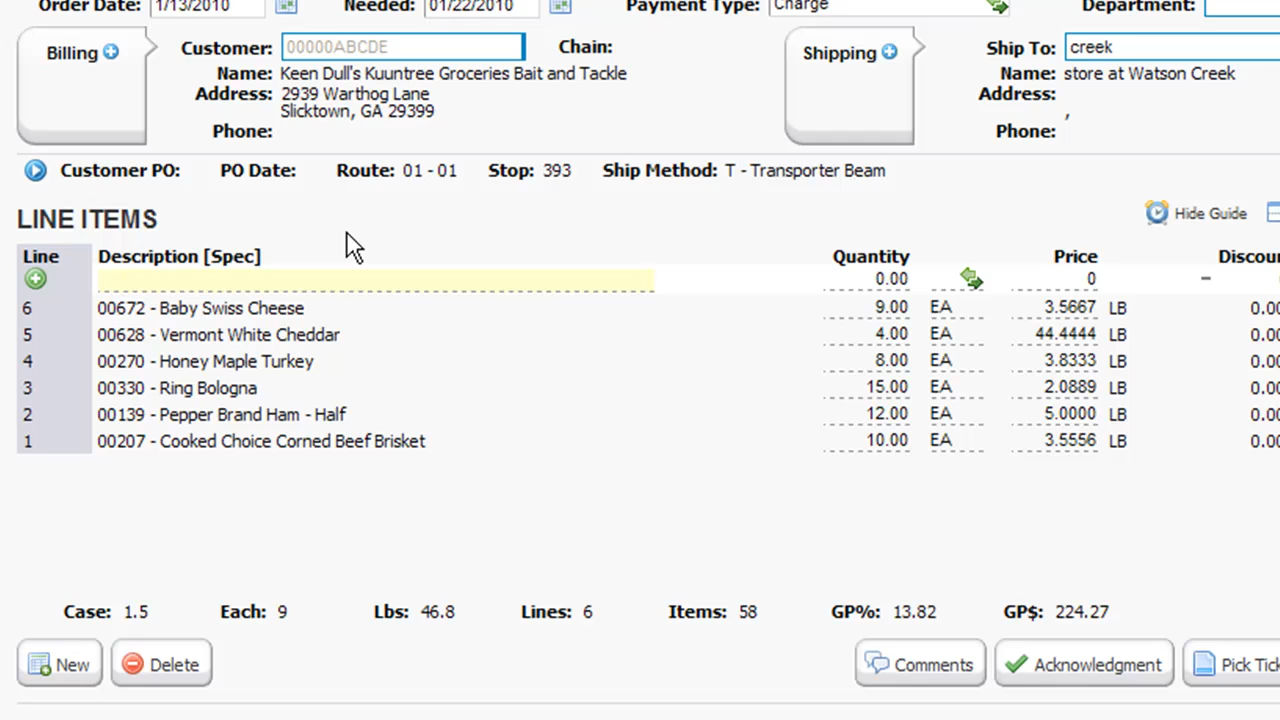 Order Date: 1/13/2010 Needed: 01/22/2010 Payment Type: Charge Department:
Billing Customer: 00000ABCDE Chain: Shipping Ship To: creek
Name: Keen Dull's Kuuntree Groceries Bait and Tackle Name: store at Watson Creek
Address: 2939 Warthog Lane Address:
Slicktown, GA 29399 ,
Phone: Phone:
Customer PO: PO Date: Route: 01 - 01 Stop: 393 Ship Method: T - Transporter Beam
LINE ITEMS Hide Guide
Line Description [Spec] Quantity Price Discou
0.00 0 –
6 00672 - Baby Swiss Cheese 9.00 EA 3.5667 LB 0.00
5 00628 - Vermont White Cheddar 4.00 EA 44.4444 LB 0.00
4 00270 - Honey Maple Turkey 8.00 EA 3.8333 LB 0.00
3 00330 - Ring Bologna 15.00 EA 2.0889 LB 0.00
2 00139 - Pepper Brand Ham - Half 12.00 EA 5.0000 LB 0.00
1 00207 - Cooked Choice Corned Beef Brisket 10.00 EA 3.5556 LB 0.00
Case: 1.5 Each: 9 Lbs: 46.8 Lines: 6 Items: 58 GP%: 13.82 GP$: 224.27
New Delete Comments Acknowledgment Pick Tick